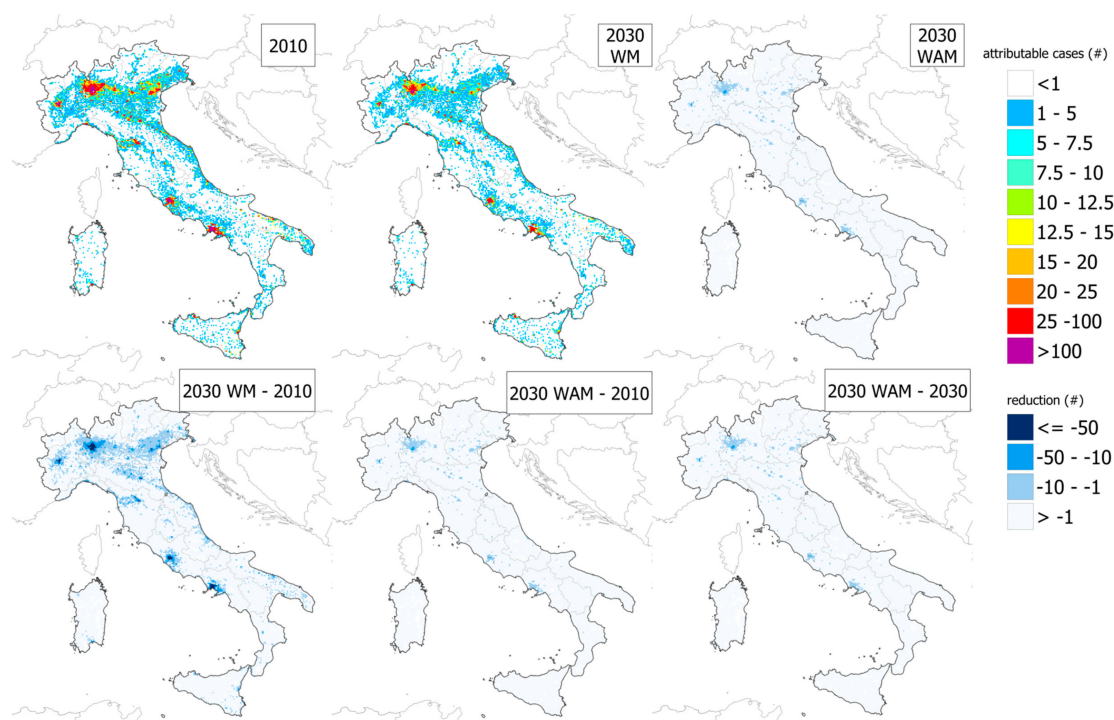 2010
2030
WM
2030
WAM
attributable cases (#)
<1
1 - 5
5 - 7.5
7.5 - 10
10 - 12.5
12.5 - 15
15 - 20
20 - 25
25 -100
>100
2030 WM - 2010
2030 WAM - 2010
2030 WAM - 2030
reduction (#)
<= -50
-50 - -10
-10 - -1
> -1